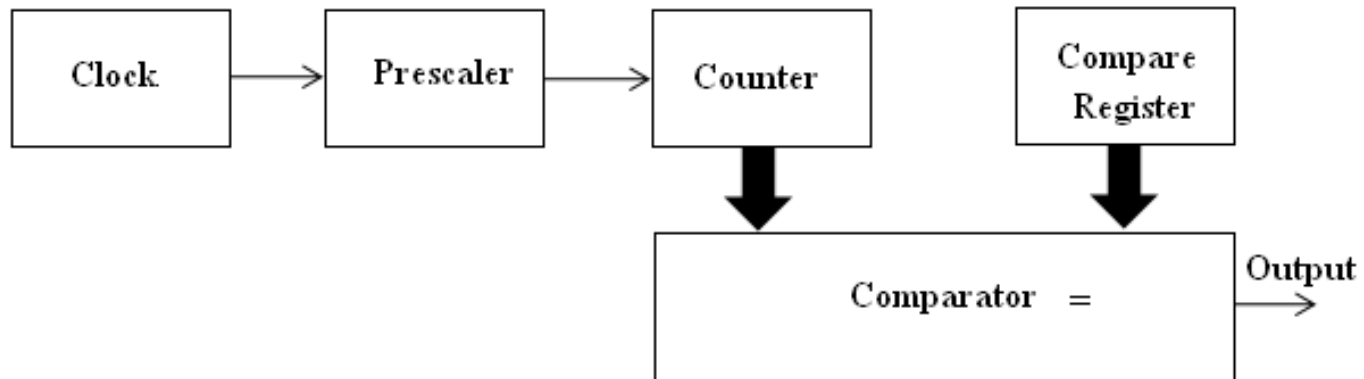 Clock
Prescaler
Counter
Compare
Register
Comparator =
Output